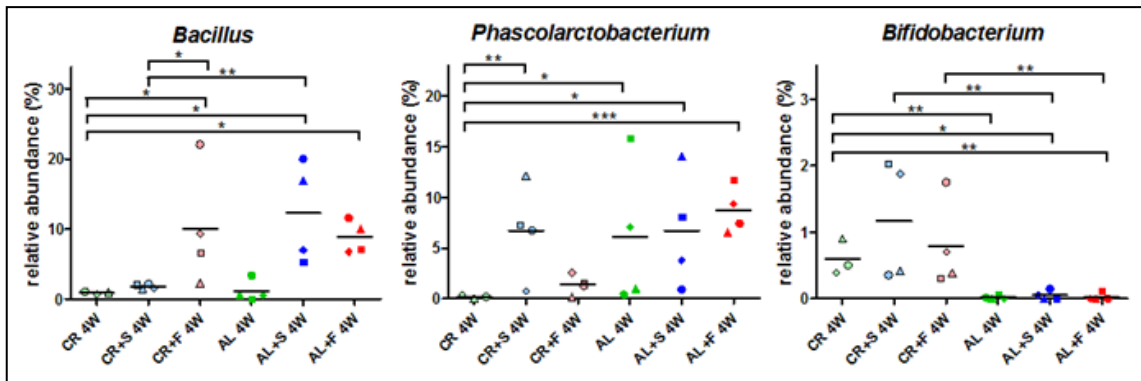 Bacillus
relative abundance (%)
30
20
10
0
*
**
*
*
*
CR 4W
CR+S 4W
CR+F 4W
AL 4W
AL+S 4W
AL+F 4W
Phascolarctobacterium
relative abundance (%)
20
15
10
5
0
**
*
*
***
CR 4W
CR+S 4W
CR+F 4W
AL 4W
AL+S 4W
AL+F 4W
Bifidobacterium
relative abundance (%)
3
2
1
0
**
**
**
*
**
CR 4W
CR+S 4W
CR+F 4W
AL 4W
AL+S 4W
AL+F 4W